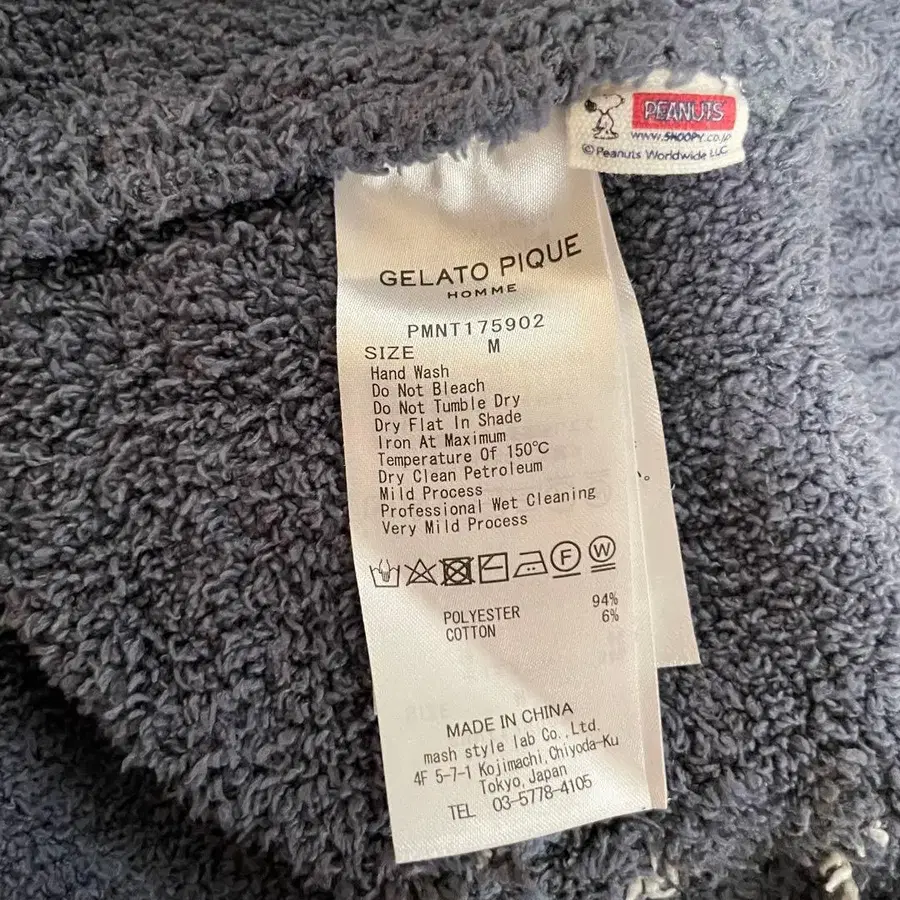 PEANUTS
www.SNOOPY.co.jp
©Peanuts Worldwide LLC
GELATO PIQUE
HOMME
PMNT175902
SIZE M
Hand Wash
Do Not Bleach
Do Not Tumble Dry
Dry Flat In Shade
Iron At Maximum
Temperature Of 150℃
Dry Clean Petroleum
Mild Process
Professional Wet Cleaning
Very Mild Process
F W
POLYESTER 94%
COTTON 6%
MADE IN CHINA
mash style lab Co.,Ltd.
4F 5-7-1 Kojimachi,Chiyoda-Ku
Tokyo,Japan
TEL 03-5778-4105